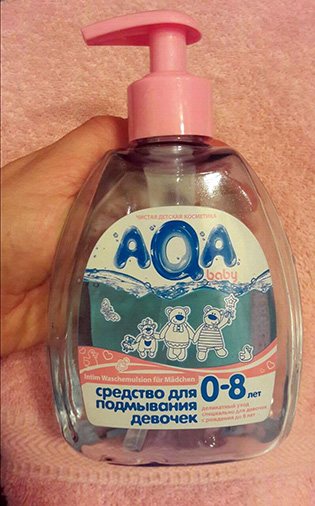 ЧИСТАЯ ДЕТСКАЯ КОСМЕТИКА
AQA
baby
Intim Waschemulsion für Mädchen
средство для
подмывания
девочек
0-8 лет
деликатный уход
специально для девочек
с рождения до 8 лет